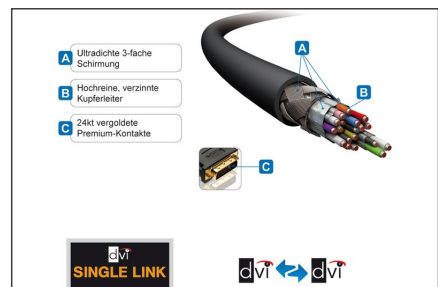 A Ultradichte 3-fache
Schirmung
B Hochreine, verzinnte
Kupferleiter
C 24kt vergoldete
Premium-Kontakte
A
B
C
dvi
SINGLE LINK
dvi dvi